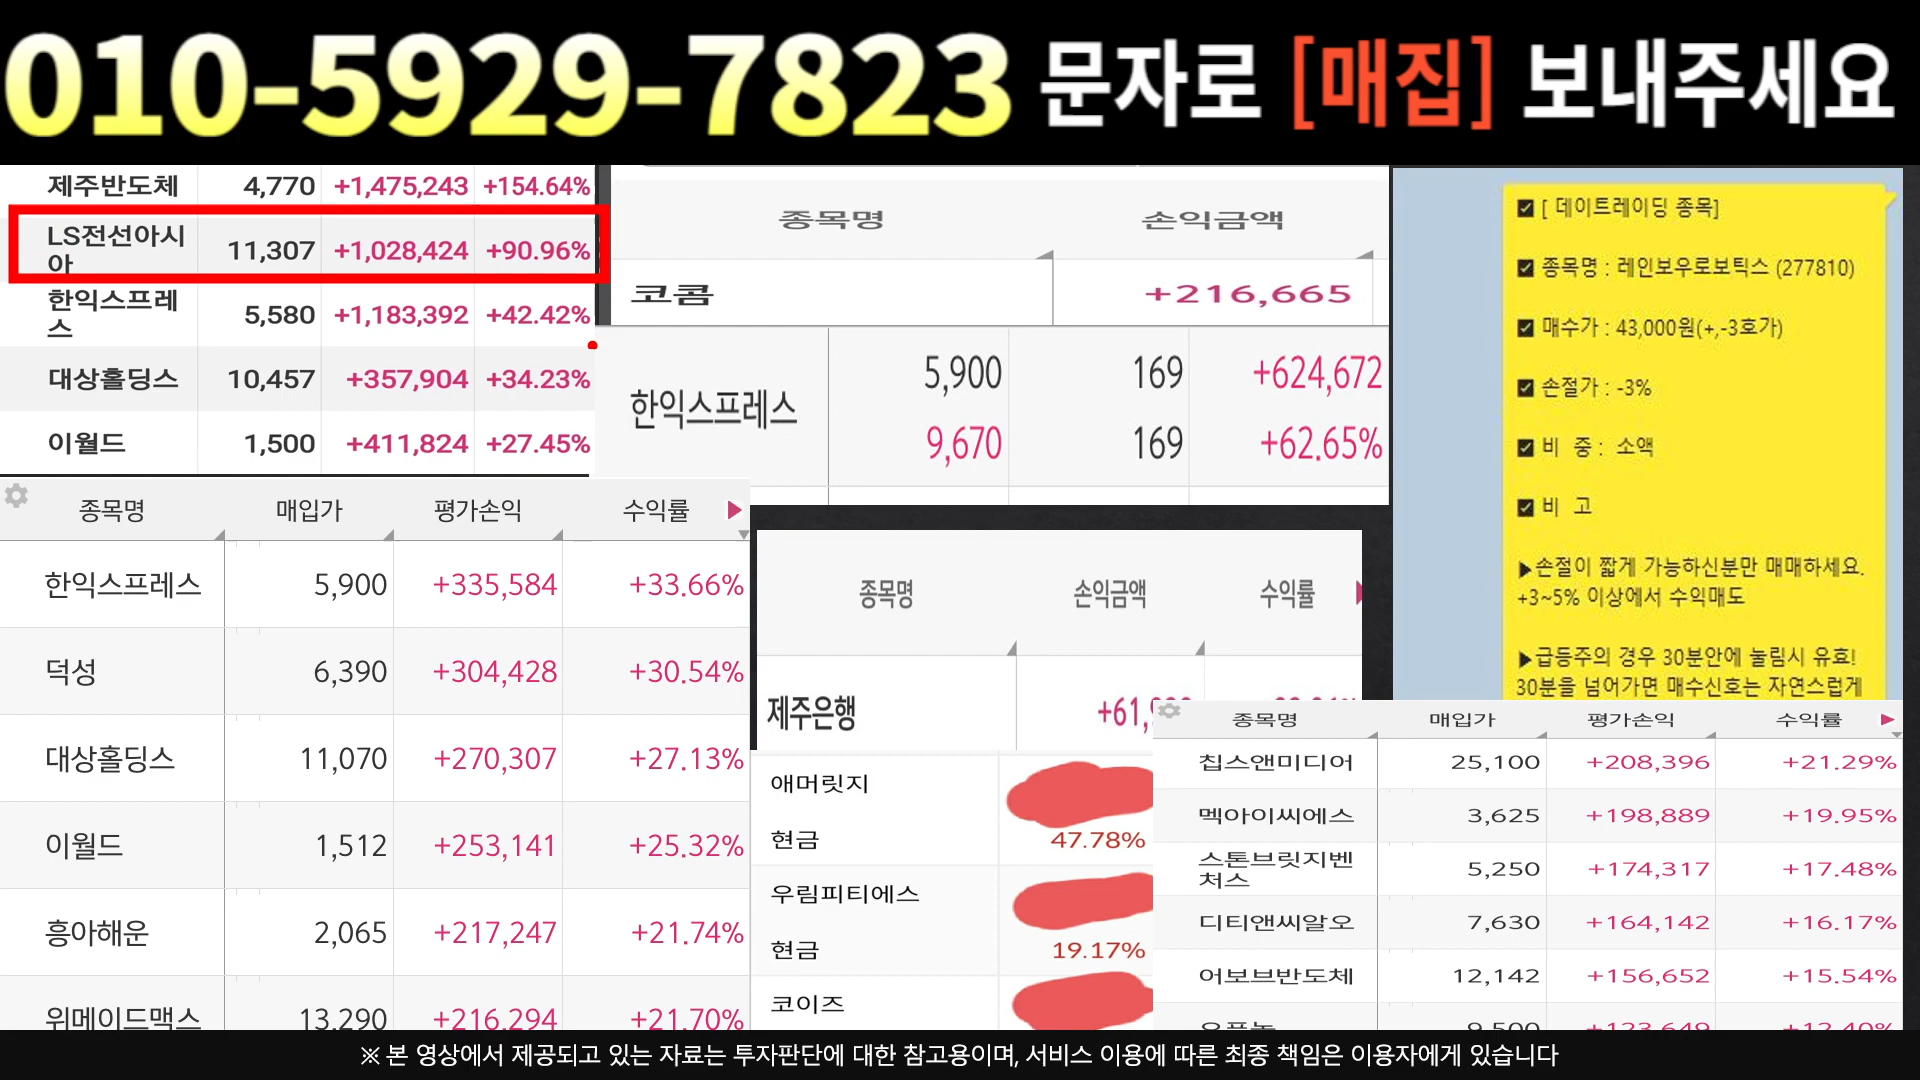 010-5929-7823 문자로 [매집] 보내주세요
제주반도체 4,770 +1,475,243 +154.64%
LS전선아시
아 11,307 +1,028,424 +90.96%
한익스프레
스 5,580 +1,183,392 +42.42%
대상홀딩스 10,457 +357,904 +34.23%
이월드 1,500 +411,824 +27.45%
종목명 손익금액
코콤 +216,665
한익스프레스
5,900 169 +624,672
9,670 169 +62.65%
☑ [ 데이트레이딩 종목]
☑ 종목명 : 레인보우로보틱스 (277810)
☑ 매수가 : 43,000원(+,-3호가)
☑ 손절가 : -3%
☑ 비 중 : 소액
☑ 비 고
▶손절이 짧게 가능하신분만 매매하세요.
+3~5% 이상에서 수익매도
▶급등주의 경우 30분안에 눌림시 유효!
30분을 넘어가면 매수신호는 자연스럽게
종목명 매입가 평가손익 수익률
한익스프레스 5,900 +335,584 +33.66%
덕성 6,390 +304,428 +30.54%
대상홀딩스 11,070 +270,307 +27.13%
이월드 1,512 +253,141 +25.32%
흥아해운 2,065 +217,247 +21.74%
위메이드맥스 13,290 +216,294 +21.70%
종목명 손익금액 수익률
제주은행
애머릿지
현금 47.78%
우림피티에스
현금 19.17%
코이즈
종목명 매입가 평가손익 수익률
칩스앤미디어 25,100 +208,396 +21.29%
멕아이씨에스 3,625 +198,889 +19.95%
스톤브릿지벤
처스 5,250 +174,317 +17.48%
디티앤씨알오 7,630 +164,142 +16.17%
어보브반도체 12,142 +156,652 +15.54%
※ 본 영상에서 제공되고 있는 자료는 투자판단에 대한 참고용이며, 서비스 이용에 따른 최종 책임은 이용자에게 있습니다